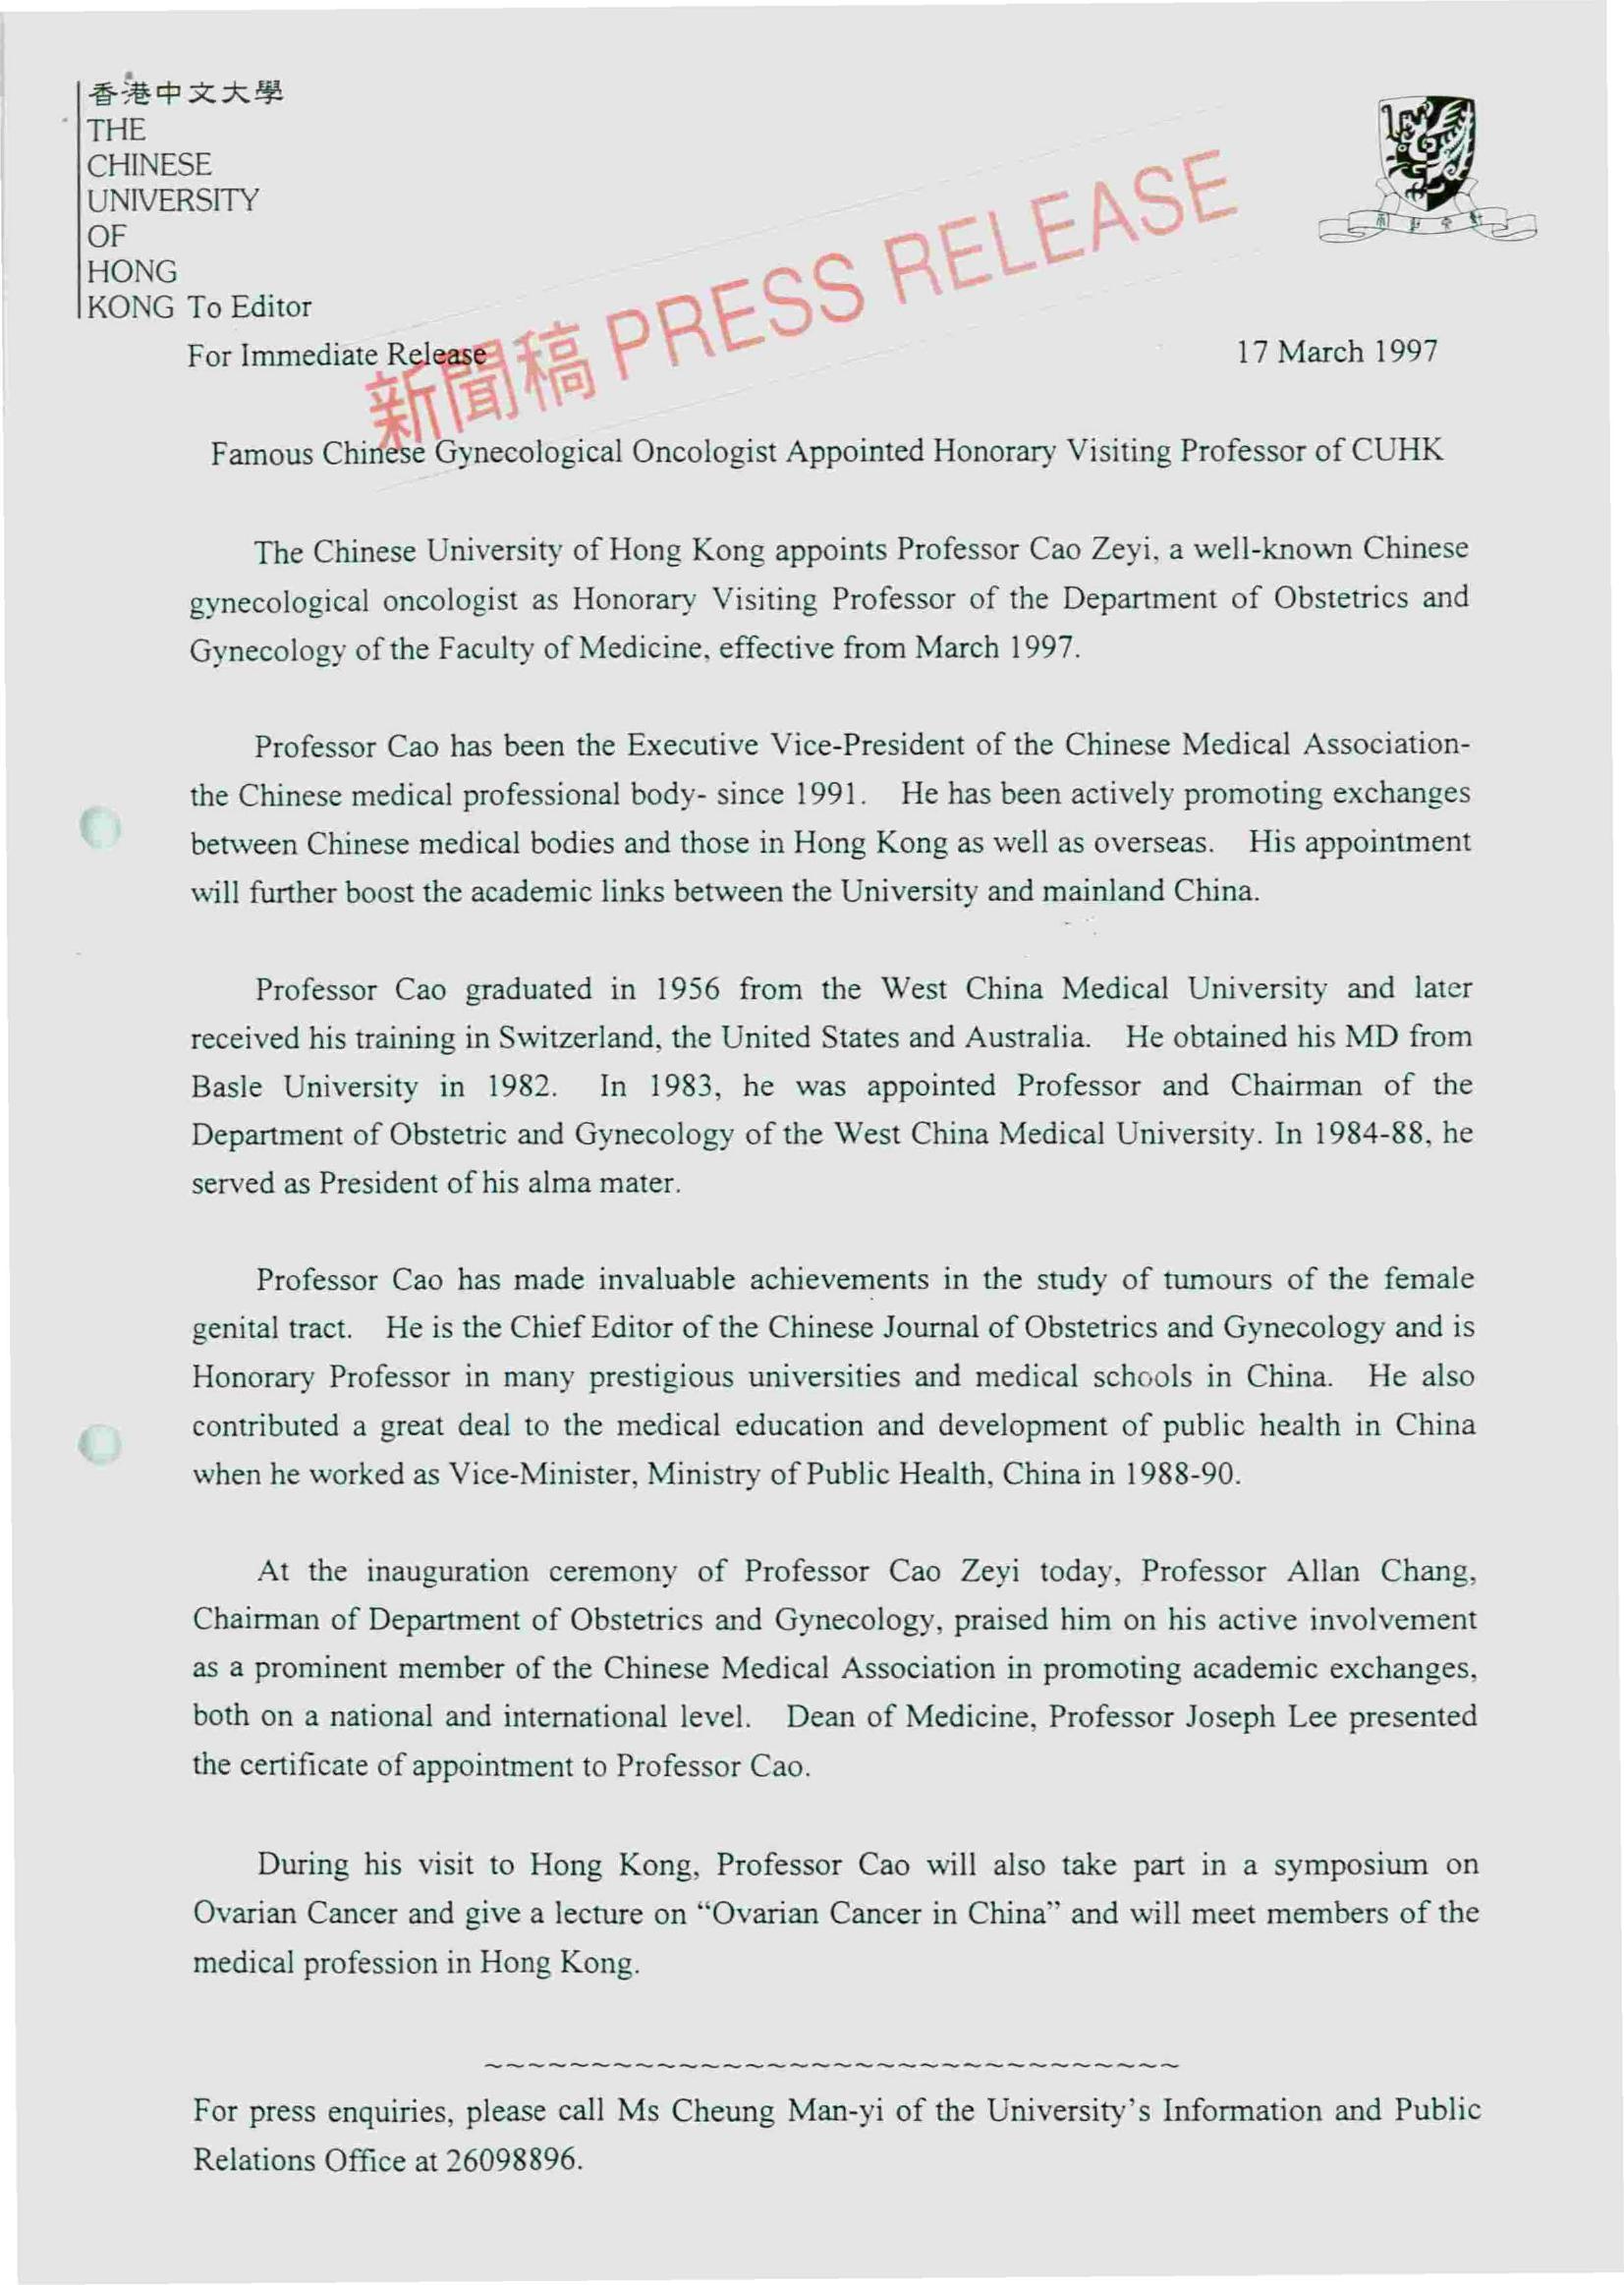 香港中文大學
THE
CHINESE
UNIVERSITY
OF
HONG
KONG To Editor
新聞稿 PRESS RELEASE
For Immediate Release 17 March 1997
Famous Chinese Gynecological Oncologist Appointed Honorary Visiting Professor of CUHK
The Chinese University of Hong Kong appoints Professor Cao Zeyi, a well-known Chinese
gynecological oncologist as Honorary Visiting Professor of the Department of Obstetrics and
Gynecology of the Faculty of Medicine, effective from March 1997.
Professor Cao has been the Executive Vice-President of the Chinese Medical Association-
the Chinese medical professional body- since 1991. He has been actively promoting exchanges
between Chinese medical bodies and those in Hong Kong as well as overseas. His appointment
will further boost the academic links between the University and mainland China.
Professor Cao graduated in 1956 from the West China Medical University and later
received his training in Switzerland, the United States and Australia. He obtained his MD from
Basle University in 1982. In 1983, he was appointed Professor and Chairman of the
Department of Obstetric and Gynecology of the West China Medical University. In 1984-88, he
served as President of his alma mater.
Professor Cao has made invaluable achievements in the study of tumours of the female
genital tract. He is the Chief Editor of the Chinese Journal of Obstetrics and Gynecology and is
Honorary Professor in many prestigious universities and medical schools in China. He also
contributed a great deal to the medical education and development of public health in China
when he worked as Vice-Minister, Ministry of Public Health, China in 1988-90.
At the inauguration ceremony of Professor Cao Zeyi today, Professor Allan Chang,
Chairman of Department of Obstetrics and Gynecology, praised him on his active involvement
as a prominent member of the Chinese Medical Association in promoting academic exchanges,
both on a national and international level. Dean of Medicine, Professor Joseph Lee presented
the certificate of appointment to Professor Cao.
During his visit to Hong Kong, Professor Cao will also take part in a symposium on
Ovarian Cancer and give a lecture on “Ovarian Cancer in China” and will meet members of the
medical profession in Hong Kong.
~~~~~~~~~~~~~~~~~~~~~~~~~~~~~~~~
For press enquiries, please call Ms Cheung Man-yi of the University’s Information and Public
Relations Office at 26098896.